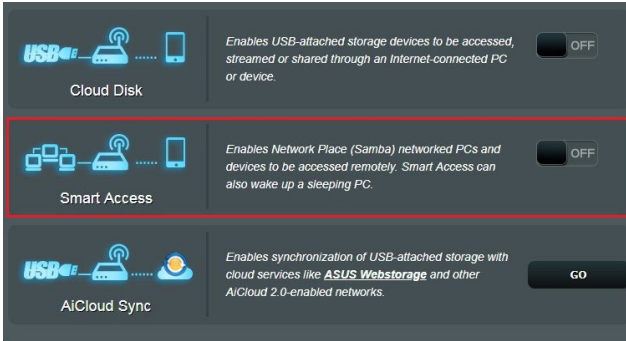 Enables USB-attached storage devices to be accessed,
streamed or shared through an Internet-connected PC
or device.
OFF
USB
Cloud Disk
Enables Network Place (Samba) networked PCs and
devices to be accessed remotely. Smart Access can
also wake up a sleeping PC.
OFF
Smart Access
Enables synchronization of USB-attached storage with
cloud services like ASUS Webstorage and other
AiCloud 2.0-enabled networks.
GO
USB
AiCloud Sync